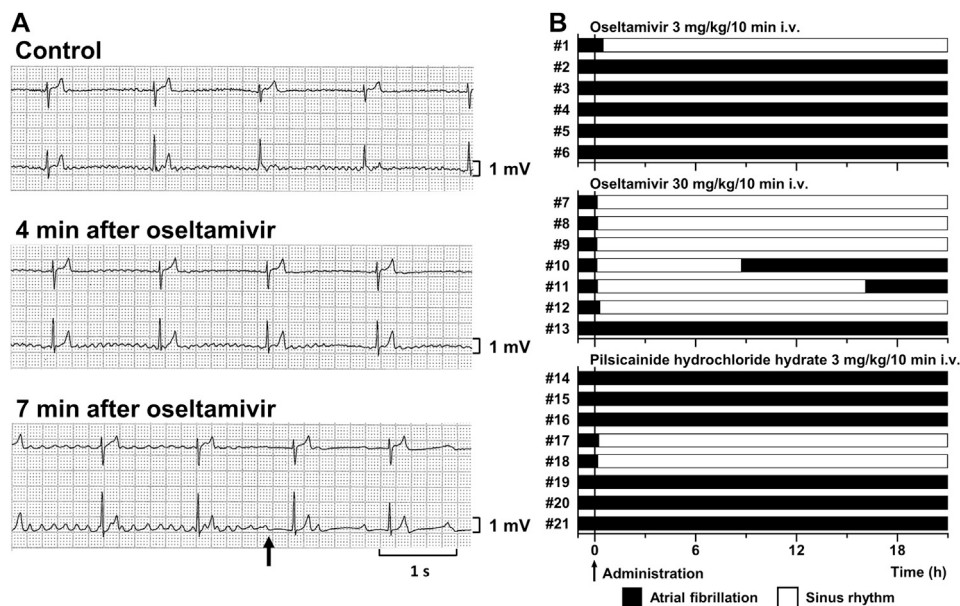 A
Control
1 mV
4 min after oseltamivir
1 mV
7 min after oseltamivir
1 mV
1 s
B
Oseltamivir 3 mg/kg/10 min i.v.
#1
#2
#3
#4
#5
#6
Oseltamivir 30 mg/kg/10 min i.v.
#7
#8
#9
#10
#11
#12
#13
Pilsicainide hydrochloride hydrate 3 mg/kg/10 min i.v.
#14
#15
#16
#17
#18
#19
#20
#21
0 6 12 18 Time (h)
Administration
Atrial fibrillation Sinus rhythm